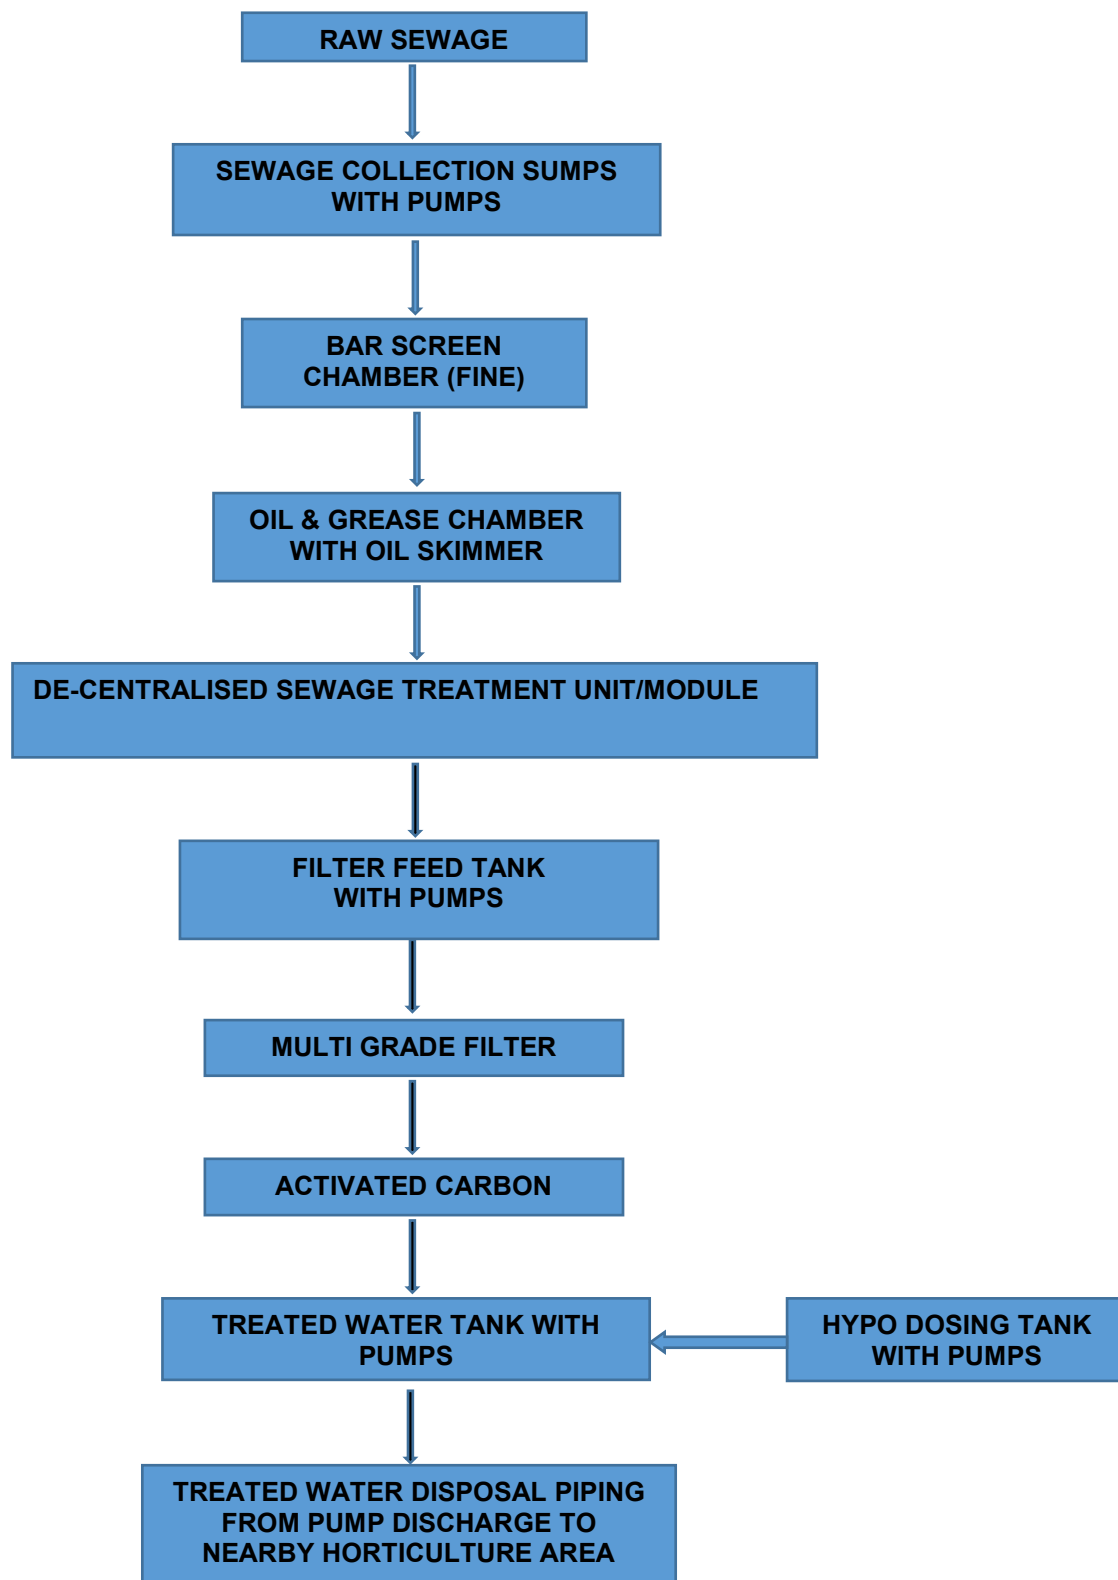 RAW SEWAGE
SEWAGE COLLECTION SUMPS
WITH PUMPS
BAR SCREEN
CHAMBER (FINE)
OIL & GREASE CHAMBER
WITH OIL SKIMMER
DE-CENTRALISED SEWAGE TREATMENT UNIT/MODULE
FILTER FEED TANK
WITH PUMPS
MULTI GRADE FILTER
ACTIVATED CARBON
TREATED WATER TANK WITH
PUMPS
HYPO DOSING TANK
WITH PUMPS
TREATED WATER DISPOSAL PIPING
FROM PUMP DISCHARGE TO
NEARBY HORTICULTURE AREA